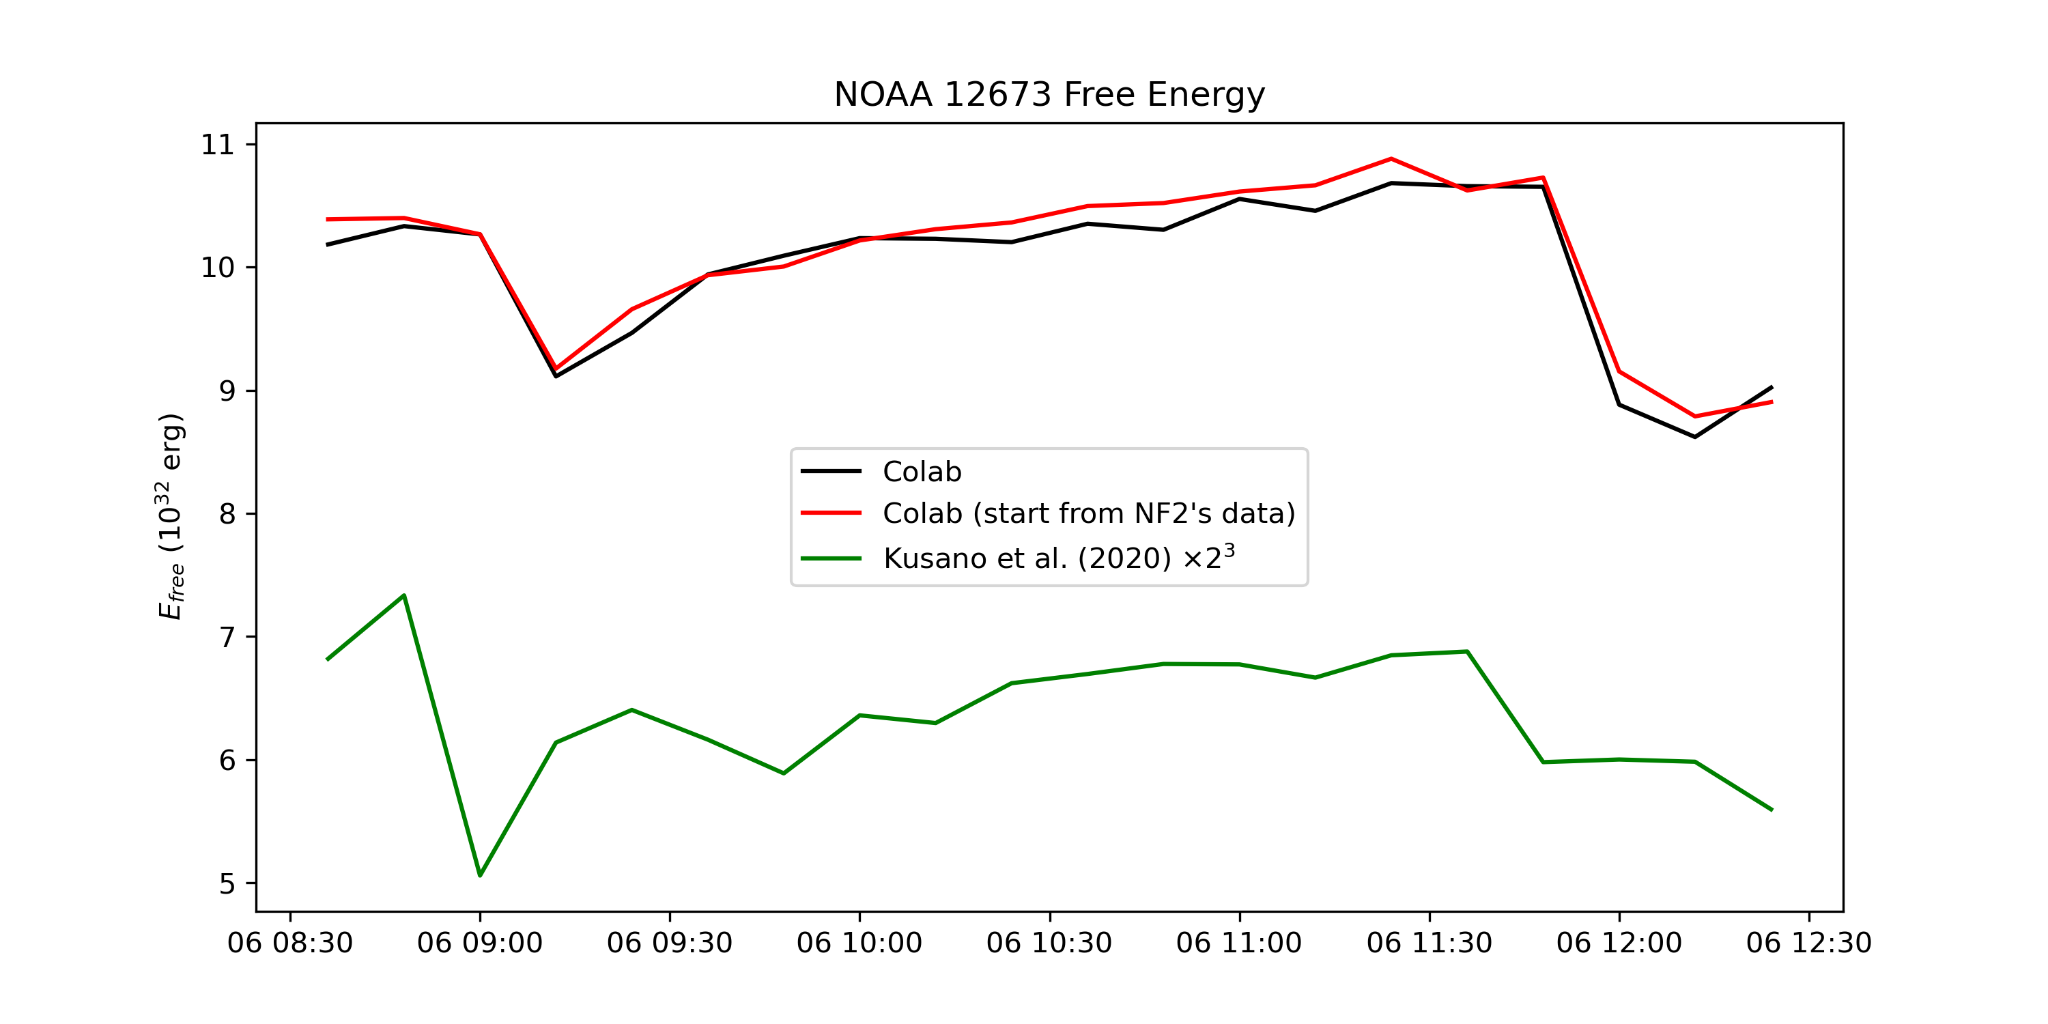 NOAA 12673 Free Energy
11
10
9
8
7
6
5
E_free (10^32 erg)
Colab
Colab (start from NF2's data)
Kusano et al. (2020) ×2^3
06 08:30 06 09:00 06 09:30 06 10:00 06 10:30 06 11:00 06 11:30 06 12:00 06 12:30